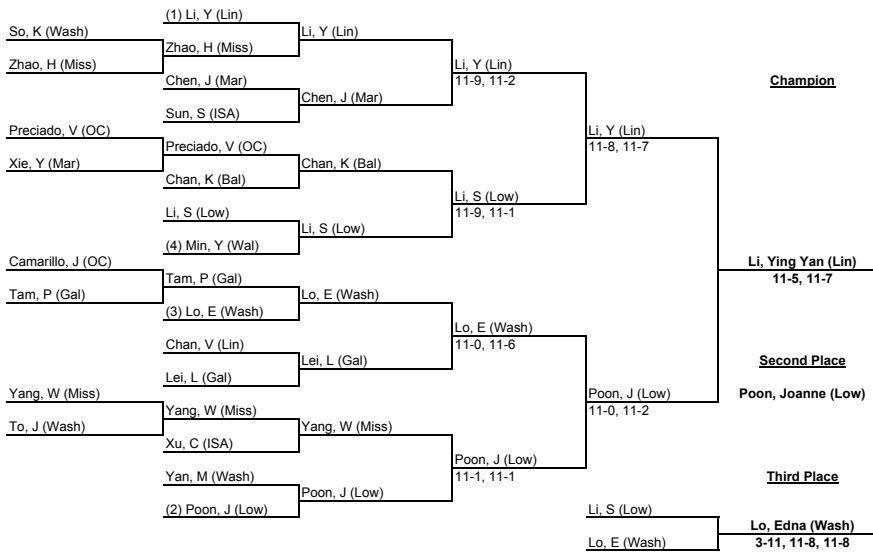 (1) Li, Y (Lin)
So, K (Wash)
Li, Y (Lin)
Zhao, H (Miss)
Zhao, H (Miss)
Li, Y (Lin)
11-9, 11-2
Chen, J (Mar)
Champion
Chen, J (Mar)
Sun, S (ISA)
Preciado, V (OC)
Li, Y (Lin)
11-8, 11-7
Preciado, V (OC)
Xie, Y (Mar)
Chan, K (Bal)
Chan, K (Bal)
Li, S (Low)
11-9, 11-1
Li, S (Low)
Li, S (Low)
(4) Min, Y (Wal)
Camarillo, J (OC)
Li, Ying Yan (Lin)
11-5, 11-7
Tam, P (Gal)
Tam, P (Gal)
Lo, E (Wash)
(3) Lo, E (Wash)
Lo, E (Wash)
11-0, 11-6
Chan, V (Lin)
Lei, L (Gal)
Second Place
Lei, L (Gal)
Yang, W (Miss)
Poon, J (Low)
11-0, 11-2
Poon, Joanne (Low)
Yang, W (Miss)
To, J (Wash)
Yang, W (Miss)
Xu, C (ISA)
Poon, J (Low)
11-1, 11-1
Yan, M (Wash)
Third Place
Poon, J (Low)
(2) Poon, J (Low)
Li, S (Low)
Lo, Edna (Wash)
3-11, 11-8, 11-8
Lo, E (Wash)